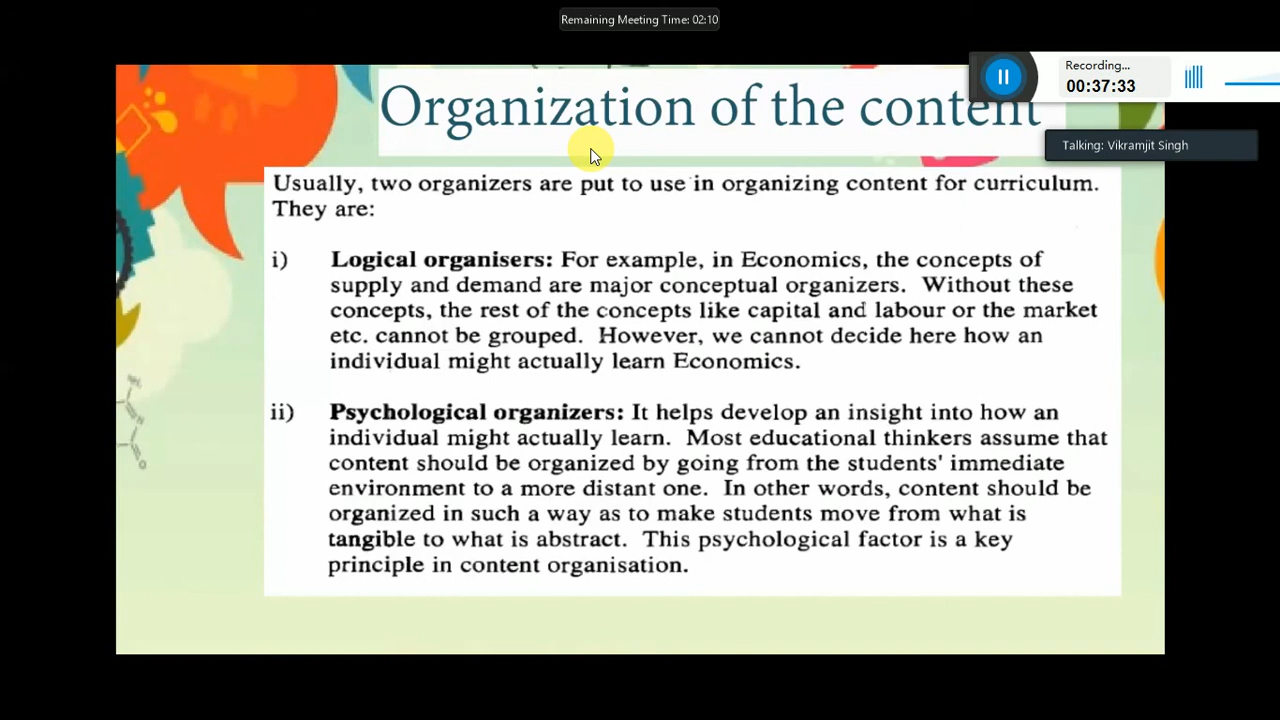 Remaining Meeting Time: 02:10
Recording...
00:37:33
Organization of the content
Talking: Vikramjit Singh
Usually, two organizers are put to use in organizing content for curriculum.
They are:
i) Logical organisers: For example, in Economics, the concepts of
supply and demand are major conceptual organizers. Without these
concepts, the rest of the concepts like capital and labour or the market
etc. cannot be grouped. However, we cannot decide here how an
individual might actually learn Economics.
ii) Psychological organizers: It helps develop an insight into how an
individual might actually learn. Most educational thinkers assume that
content should be organized by going from the students' immediate
environment to a more distant one. In other words, content should be
organized in such a way as to make students move from what is
tangible to what is abstract. This psychological factor is a key
principle in content organisation.